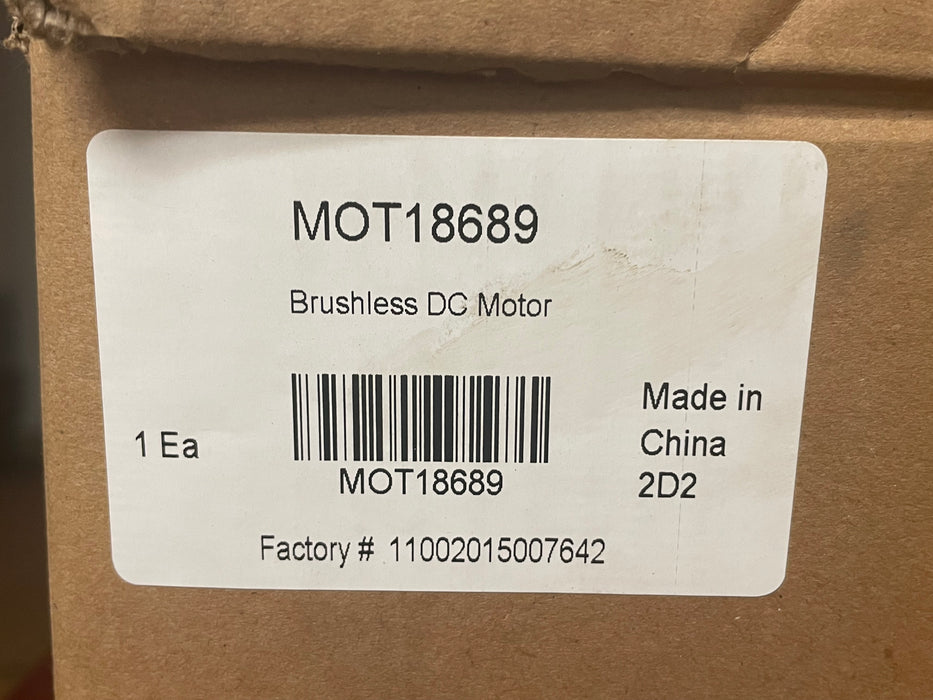 MOT18689
Brushless DC Motor
1 Ea
MOT18689
Made in
China
2D2
Factory # 11002015007642